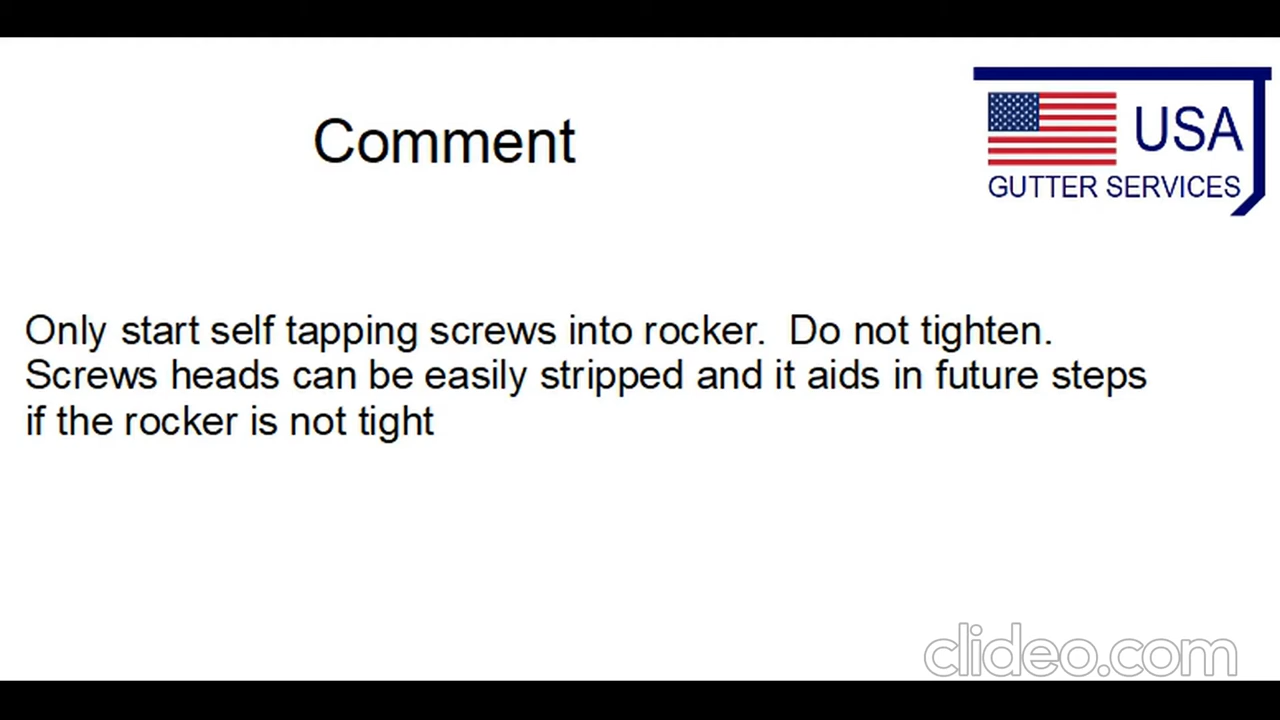 USA
GUTTER SERVICES
Comment
Only start self tapping screws into rocker.  Do not tighten.
Screws heads can be easily stripped and it aids in future steps
if the rocker is not tight
clideo.com